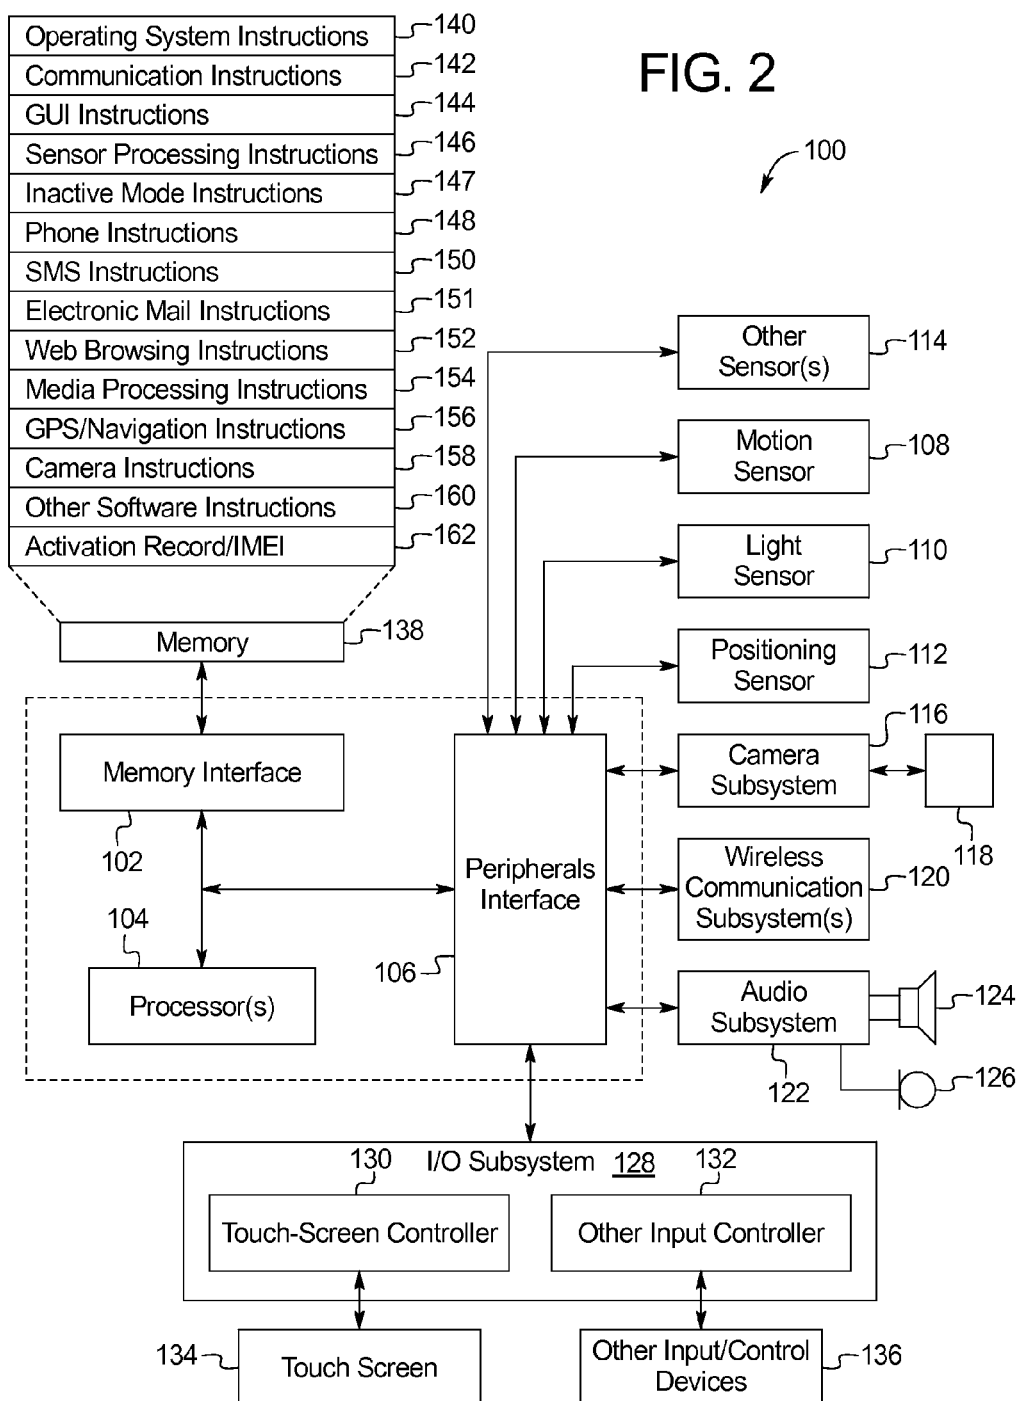 Operating System Instructions 140
Communication Instructions 142
GUI Instructions 144
Sensor Processing Instructions 146
Inactive Mode Instructions 147
Phone Instructions 148
SMS Instructions 150
Electronic Mail Instructions 151
Web Browsing Instructions 152
Media Processing Instructions 154
GPS/Navigation Instructions 156
Camera Instructions 158
Other Software Instructions 160
Activation Record/IMEI 162
FIG. 2
100
Memory 138
Memory Interface
102
104
Processor(s)
Peripherals
Interface
106
Other
Sensor(s)
114
Motion
Sensor
108
Light
Sensor
110
Positioning
Sensor
112
Camera
Subsystem
116
118
Wireless
Communication
Subsystem(s)
120
Audio
Subsystem
122
124
126
I/O Subsystem 128
130
Touch-Screen Controller
132
Other Input Controller
134
Touch Screen
Other Input/Control
Devices
136